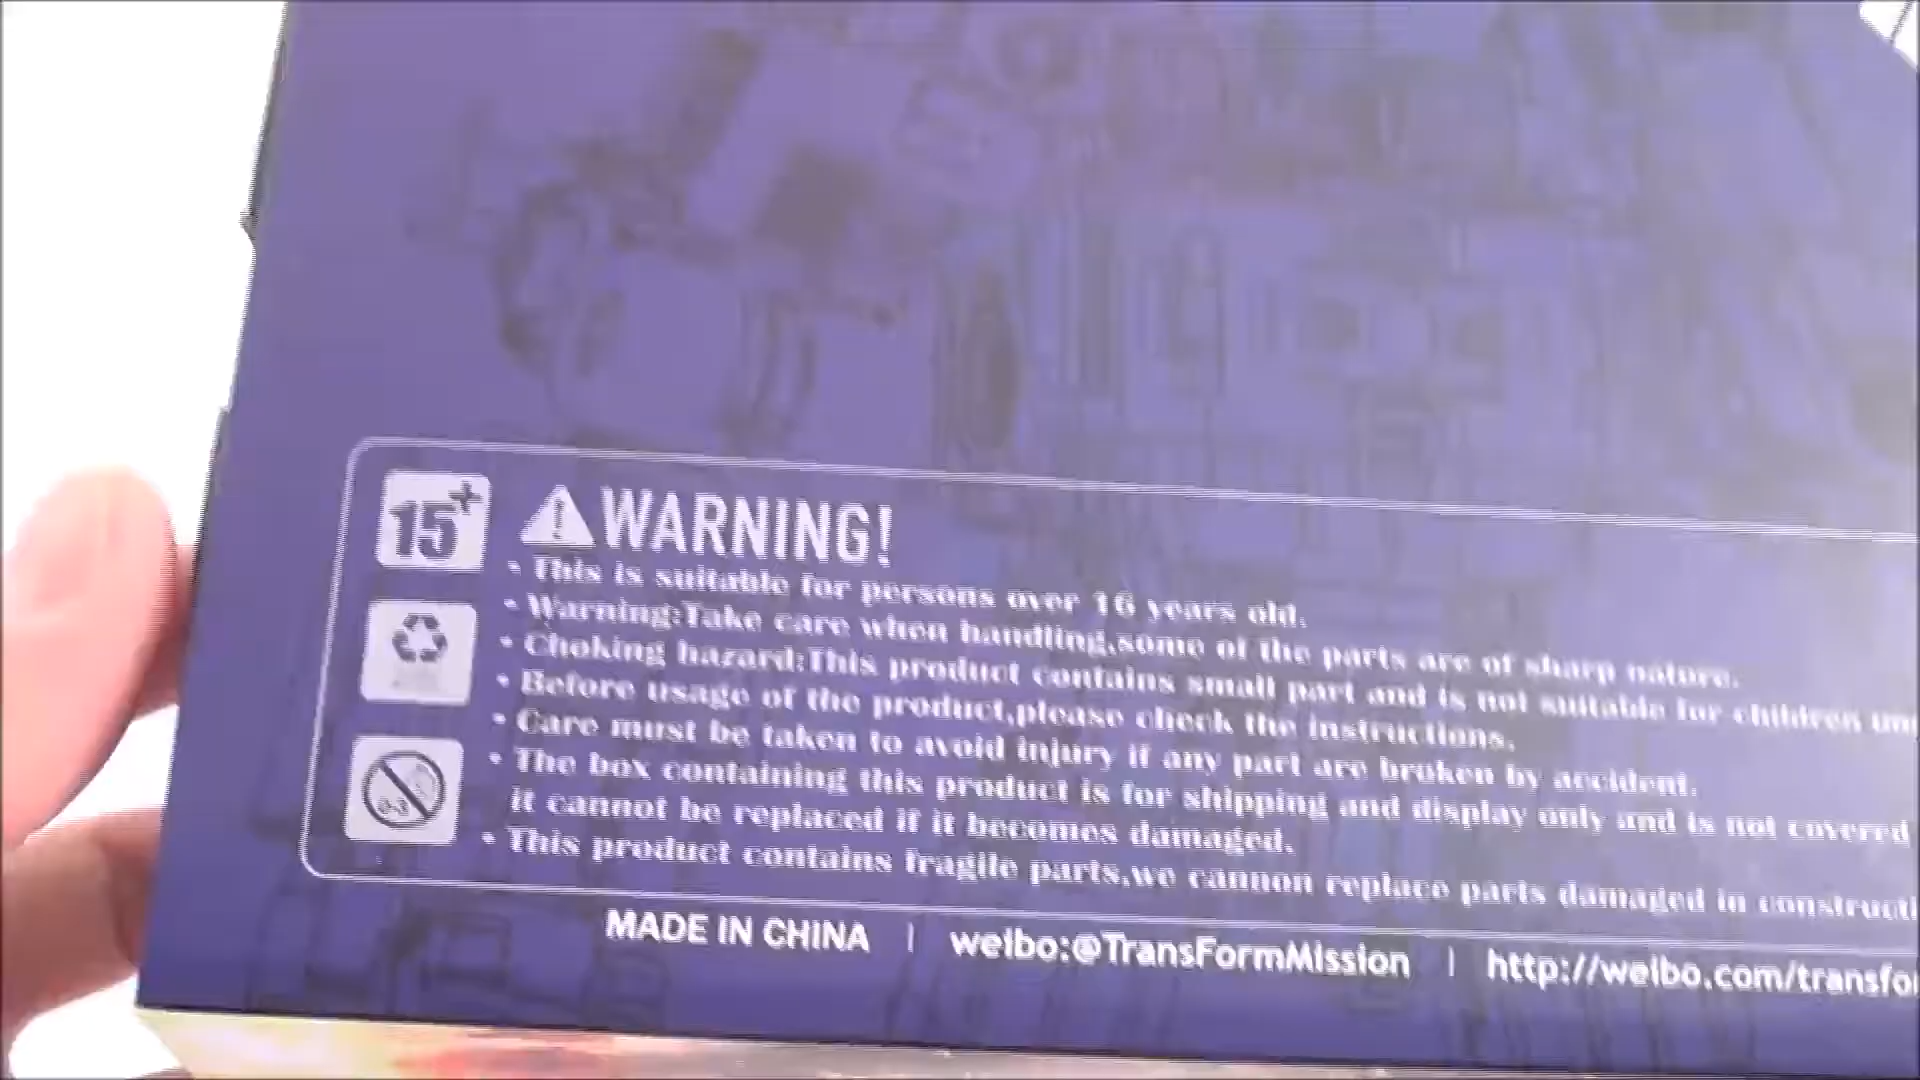 15+
WARNING!
• This is suitable for persons over 16 years old.
• Warning:Take care when handling,some of the parts are of sharp nature.
• Choking hazard:This product contains small part and is not suitable for children
• Before usage of the product,please check the instructions.
• Care must be taken to avoid injury if any part are broken by accident.
• The box containing this product is for shipping and display only and is not covered
it cannot be replaced if it becomes damaged.
• This product contains fragile parts,we cannon replace parts damaged in constructi
0-3
MADE IN CHINA | weibo:@TransFormMission | http://weibo.com/transfo